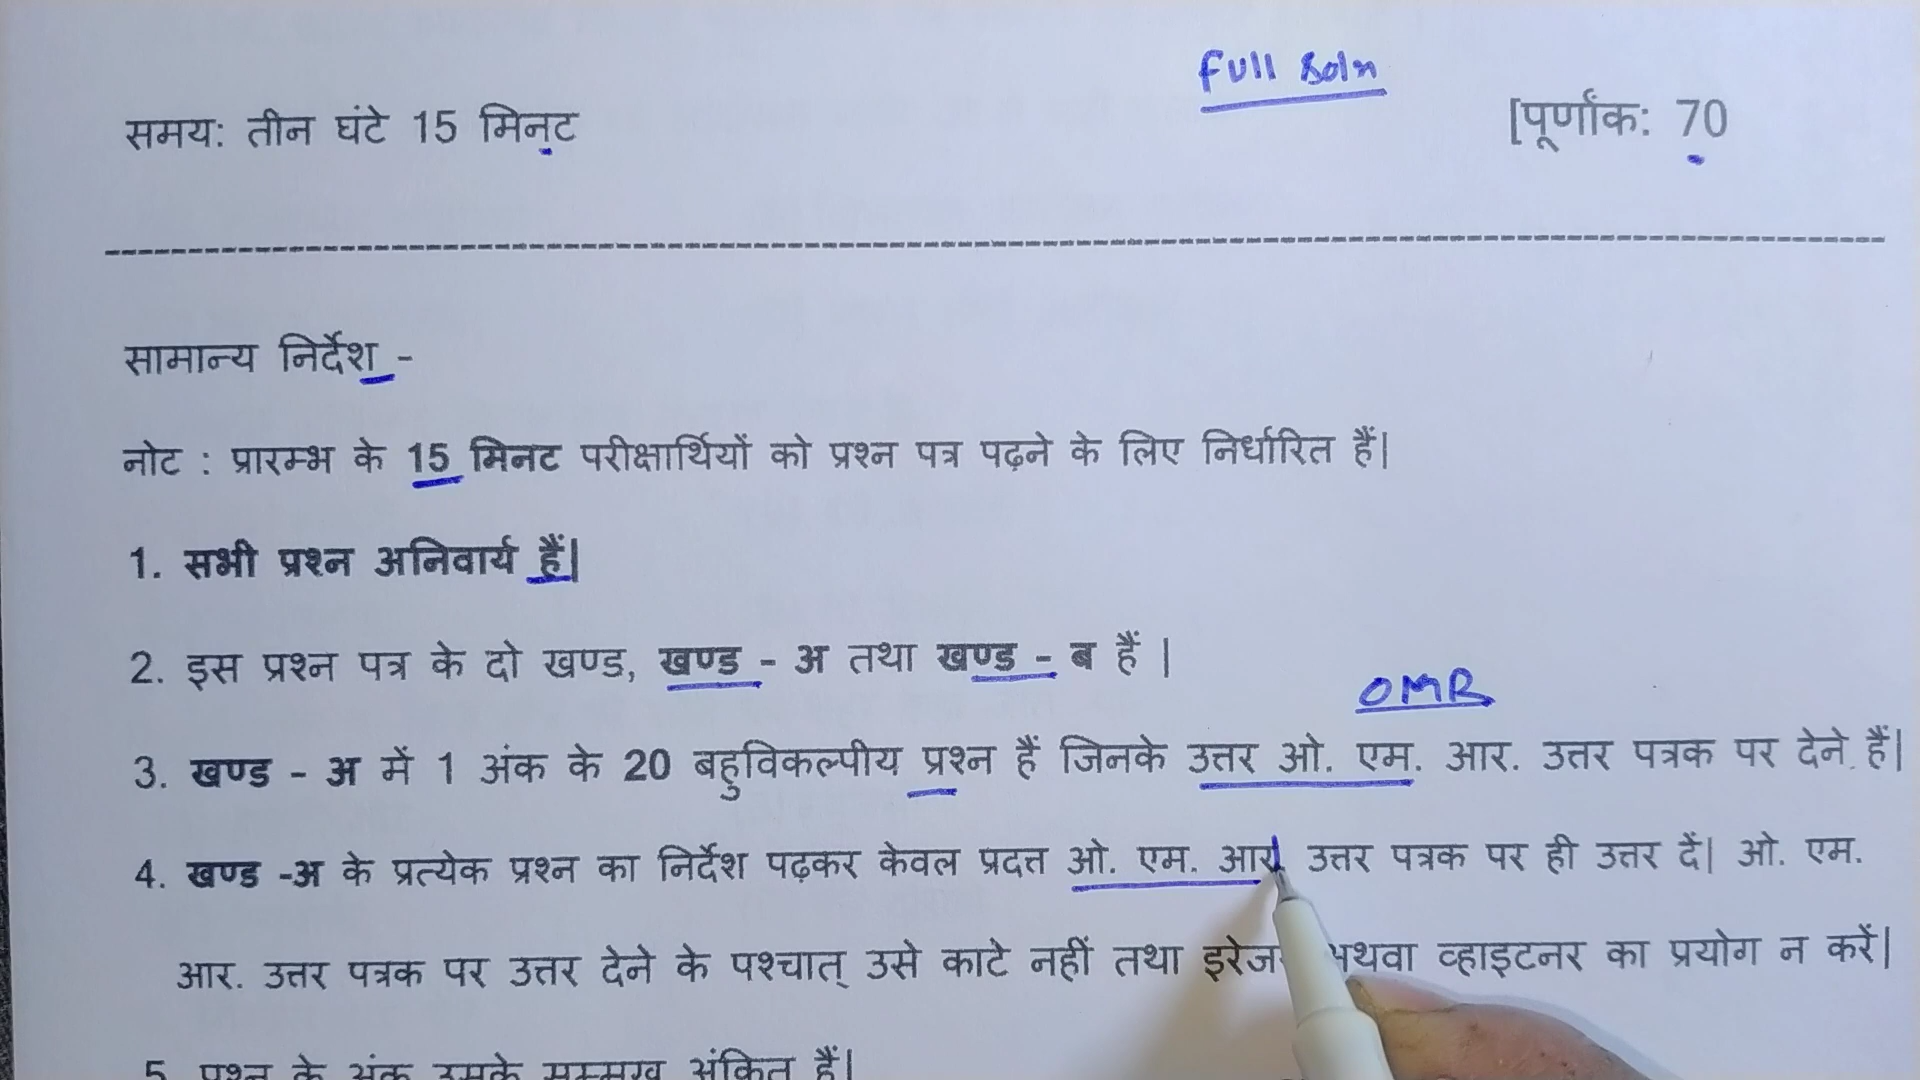 Full Soln
समय: तीन घंटे 15 मिनट [पूर्णांक: 70
सामान्य निर्देश -
नोट : प्रारम्भ के 15 मिनट परीक्षार्थियों को प्रश्न पत्र पढ़ने के लिए निर्धारित हैं|
1. सभी प्रश्न अनिवार्य हैं|
2. इस प्रश्न पत्र के दो खण्ड, खण्ड - अ तथा खण्ड - ब हैं |
OMR
3. खण्ड - अ में 1 अंक के 20 बहुविकल्पीय प्रश्न हैं जिनके उत्तर ओ. एम. आर. उत्तर पत्रक पर देने हैं|
4. खण्ड -अ के प्रत्येक प्रश्न का निर्देश पढ़कर केवल प्रदत्त ओ. एम. आर. उत्तर पत्रक पर ही उत्तर दें| ओ. एम.
आर. उत्तर पत्रक पर उत्तर देने के पश्चात् उसे काटे नहीं तथा इरेजर अथवा व्हाइटनर का प्रयोग न करें|
5. प्रश्न के अंक उसके सम्मुख अंकित हैं|